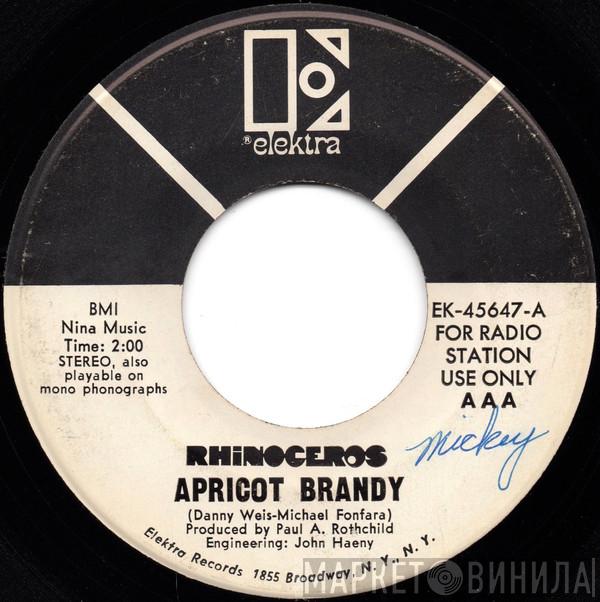 ® elektra
BMI
Nina Music
Time: 2:00
STEREO, also
playable on
mono phonographs
EK-45647-A
FOR RADIO
STATION
USE ONLY
AAA
mickey
RHINOCEROS
APRICOT BRANDY
(Danny Weis-Michael Fonfara)
Produced by Paul A. Rothchild
Engineering: John Haeny
Elektra Records 1855 Broadway, N. Y., N. Y.
МАРКЕТ ВИНИЛА